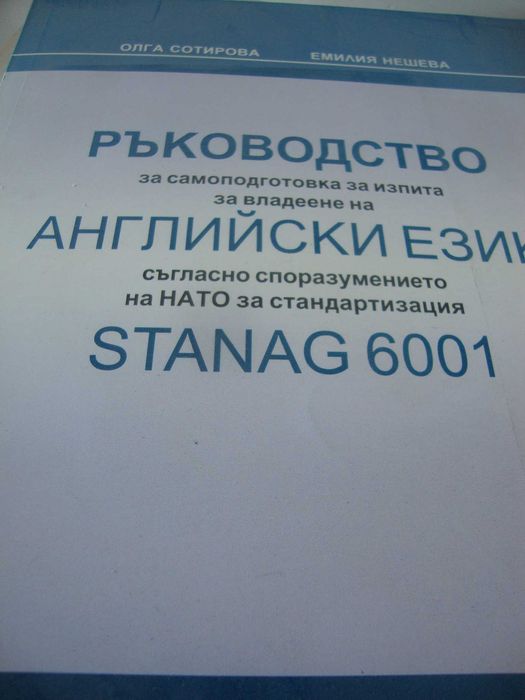 ОЛГА СОТИРОВА ЕМИЛИЯ НЕШЕВА
РЪКОВОДСТВО
за самоподготовка за изпита
за владеене на
АНГЛИЙСКИ ЕЗИК
съгласно споразумението
на НАТО за стандартизация
STANAG 6001